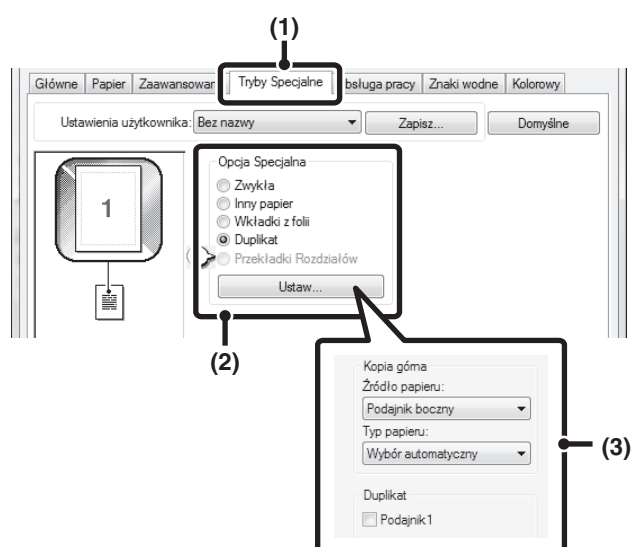 (1)
Główne Papier Zaawansowan Tryby Specjalne bsługa pracy Znaki wodne Kolorowy
Ustawienia użytkownika: Bez nazwy Zapisz... Domyślne
Opcja Specjalna
Zwykła
Inny papier
Wkładki z folii
Duplikat
Przekładki Rozdziałów
Ustaw...
1
(2)
Kopia górna
Źródło papieru:
Podajnik boczny
Typ papieru:
Wybór automatyczny
(3)
Duplikat
Podajnik1